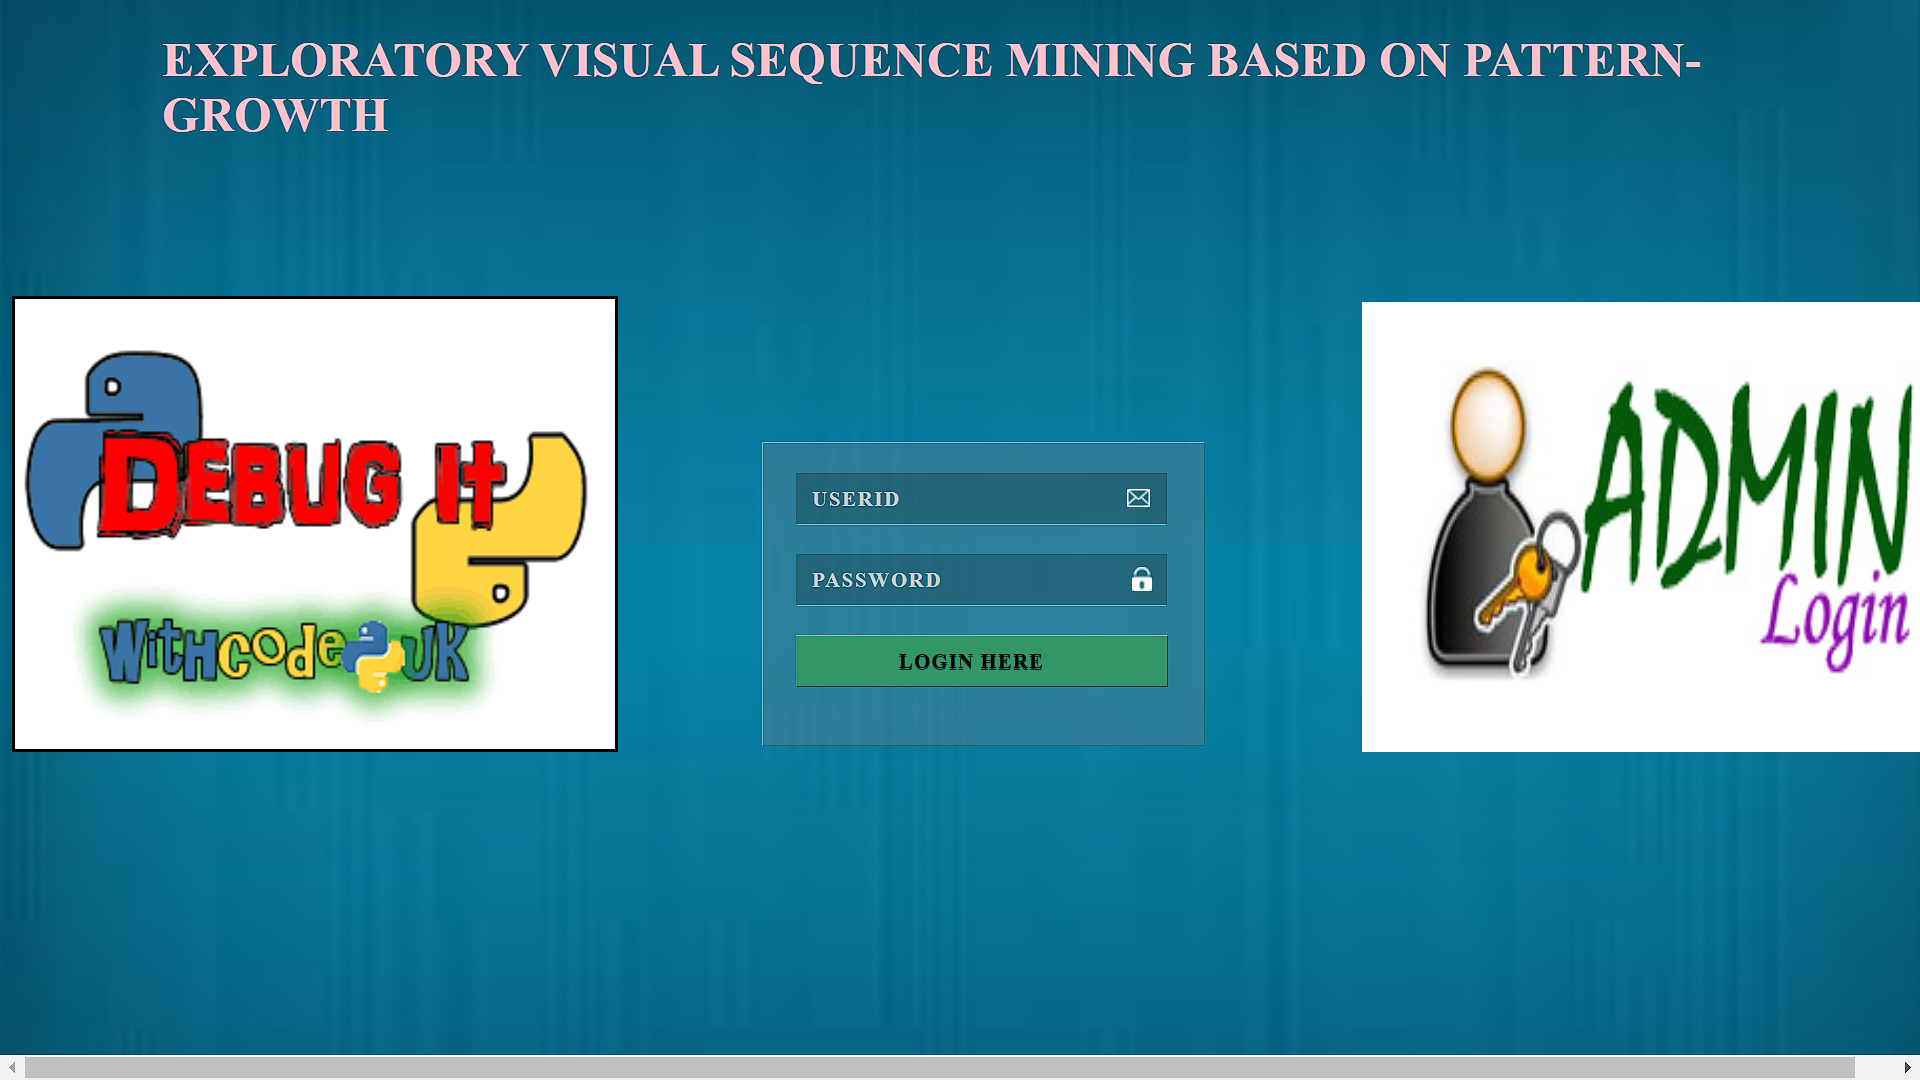 EXPLORATORY VISUAL SEQUENCE MINING BASED ON PATTERN-
GROWTH
DEBUG IT
WITHCODE UK
USERID
PASSWORD
LOGIN HERE
ADMIN
Login